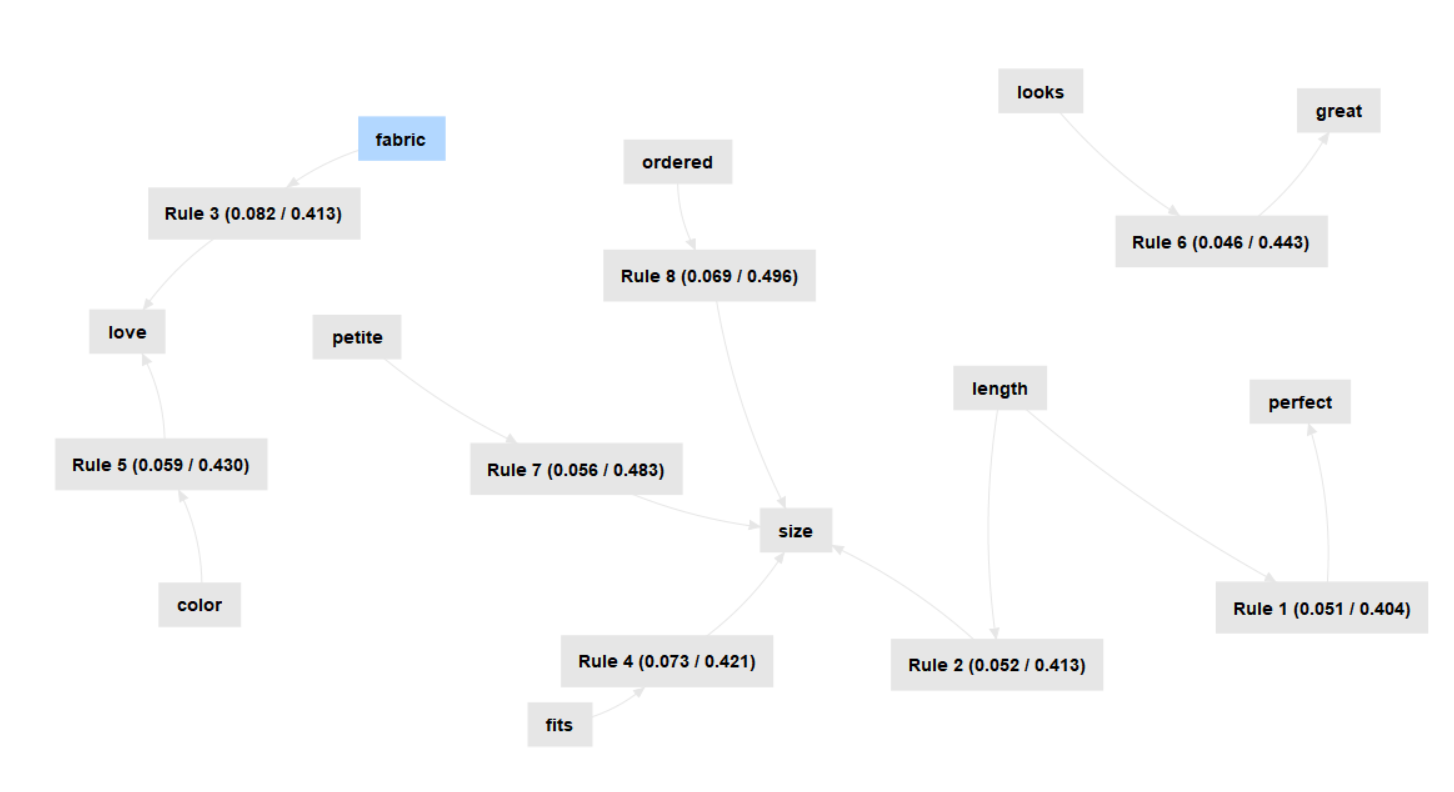 looks
great
fabric
ordered
Rule 3 (0.082 / 0.413)
Rule 6 (0.046 / 0.443)
Rule 8 (0.069 / 0.496)
love
petite
length
perfect
Rule 5 (0.059 / 0.430)
Rule 7 (0.056 / 0.483)
size
color
Rule 1 (0.051 / 0.404)
Rule 4 (0.073 / 0.421)
Rule 2 (0.052 / 0.413)
fits